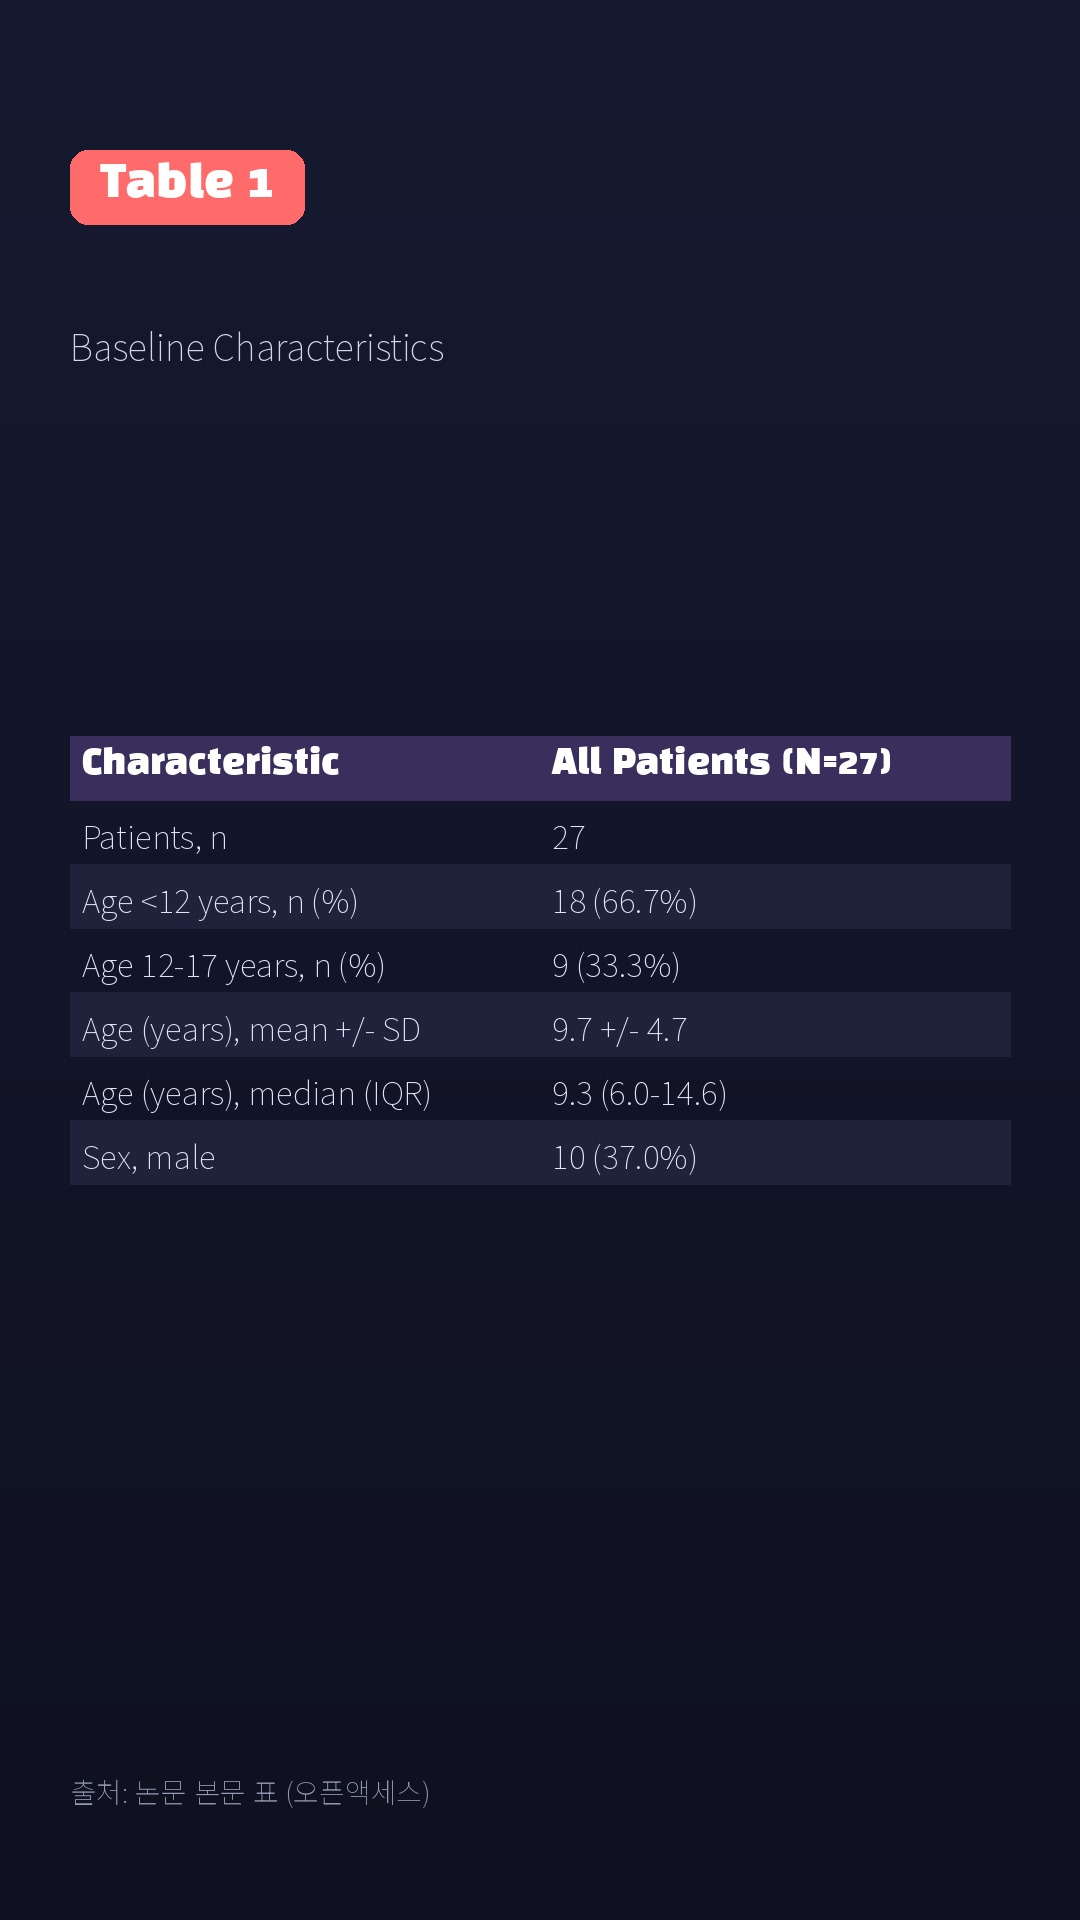 Table 1
Baseline Characteristics
Characteristic All Patients (N=27)
Patients, n 27
Age <12 years, n (%) 18 (66.7%)
Age 12-17 years, n (%) 9 (33.3%)
Age (years), mean +/- SD 9.7 +/- 4.7
Age (years), median (IQR) 9.3 (6.0-14.6)
Sex, male 10 (37.0%)
출처: 논문 본문 표 (오픈액세스)